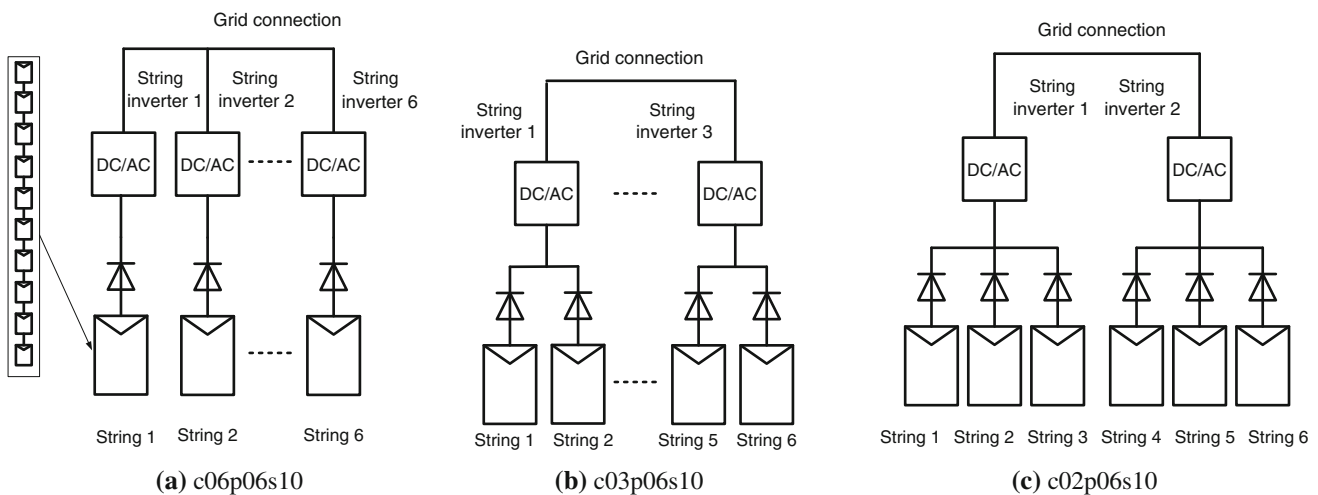 Grid connection
String
inverter 1
String
inverter 2
String
inverter 6
DC/AC
DC/AC
DC/AC
String 1
String 2
String 6
(a) c06p06s10
Grid connection
String
inverter 1
String
inverter 3
DC/AC
DC/AC
String 1
String 2
String 5
String 6
(b) c03p06s10
Grid connection
String
inverter 1
String
inverter 2
DC/AC
DC/AC
String 1
String 2
String 3
String 4
String 5
String 6
(c) c02p06s10